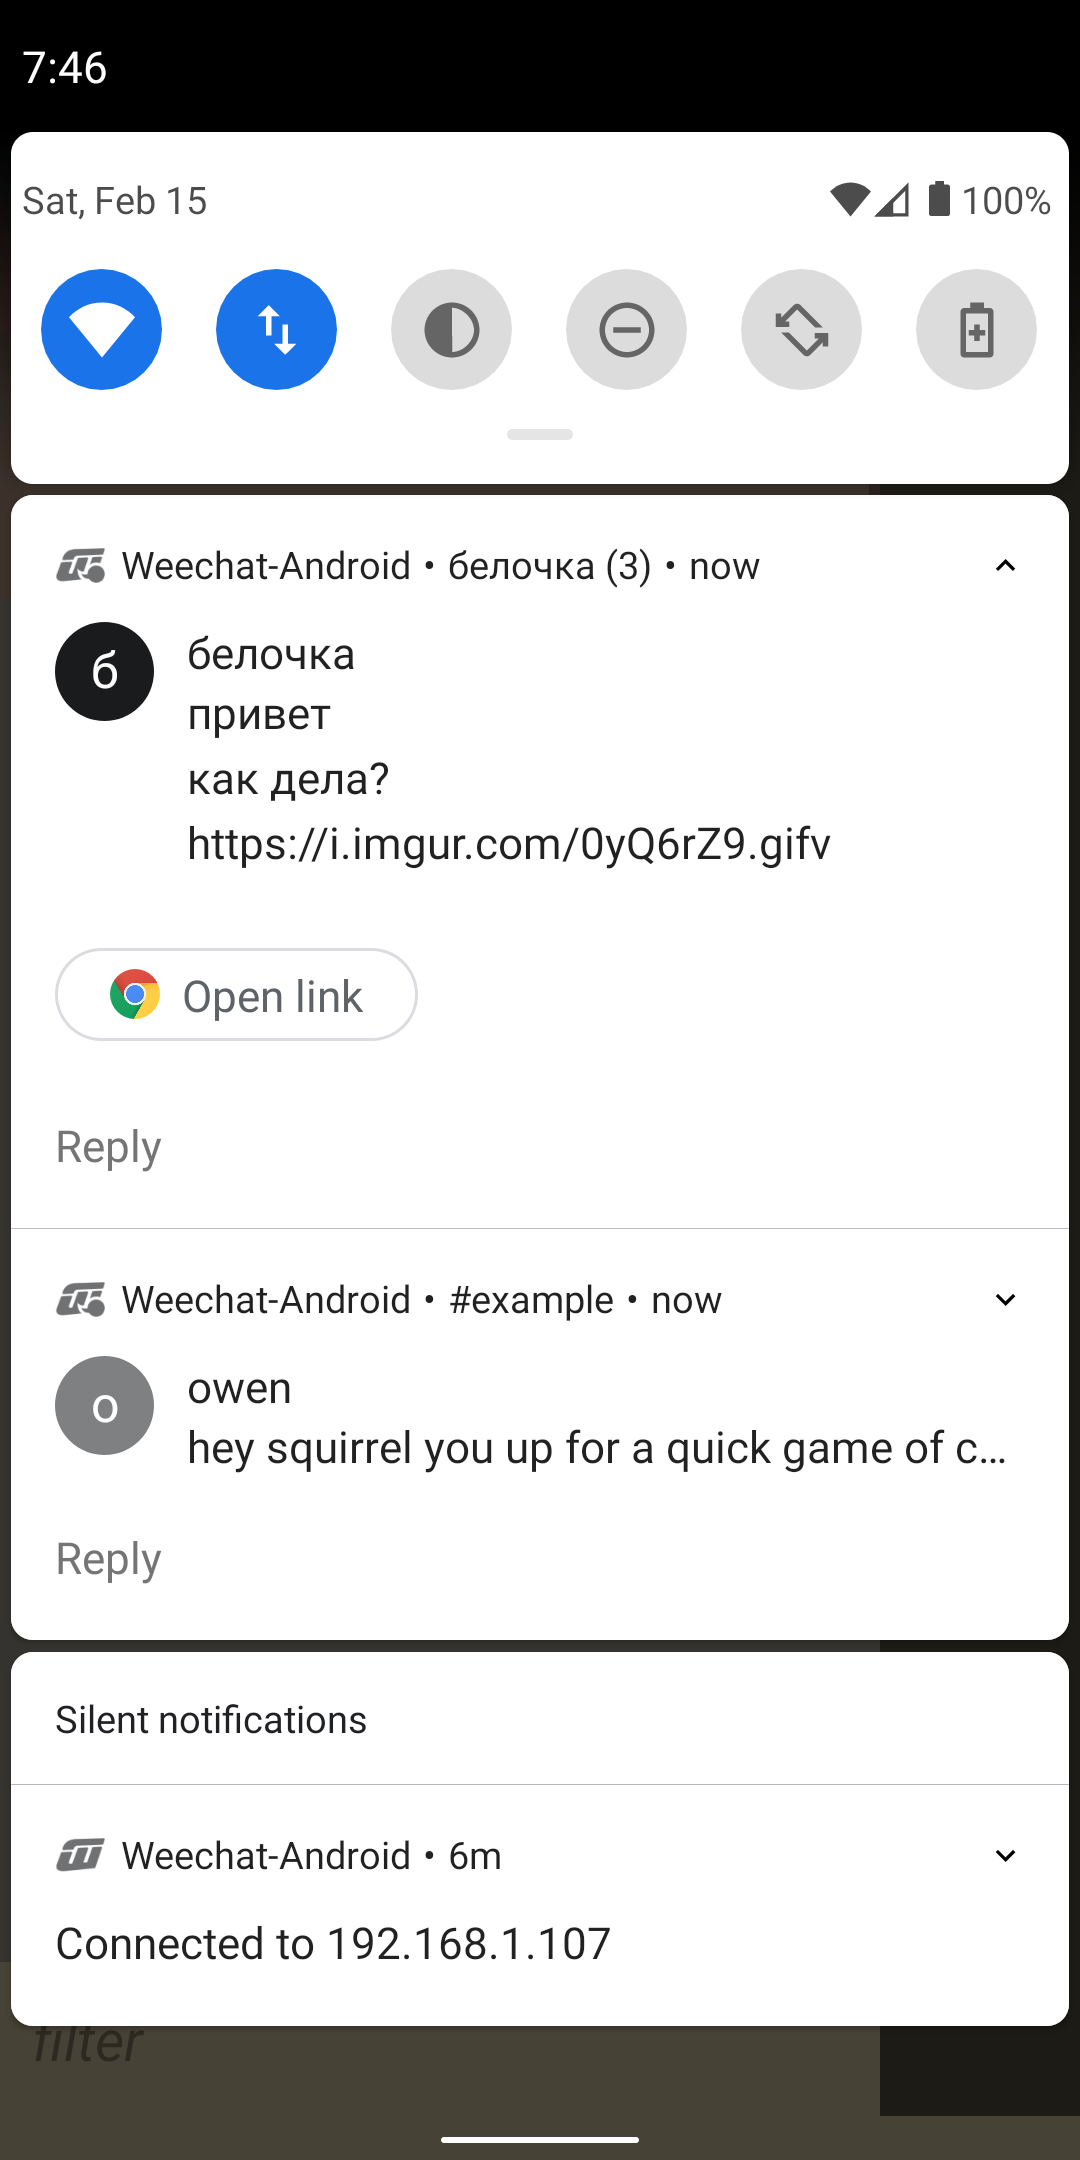 7:46
Sat, Feb 15
100%
Weechat-Android • белочка (3) • now
б
белочка
привет
как дела?
https://i.imgur.com/0yQ6rZ9.gifv
Open link
Reply
Weechat-Android • #example • now
o
owen
hey squirrel you up for a quick game of c…
Reply
Silent notifications
Weechat-Android • 6m
Connected to 192.168.1.107
filter